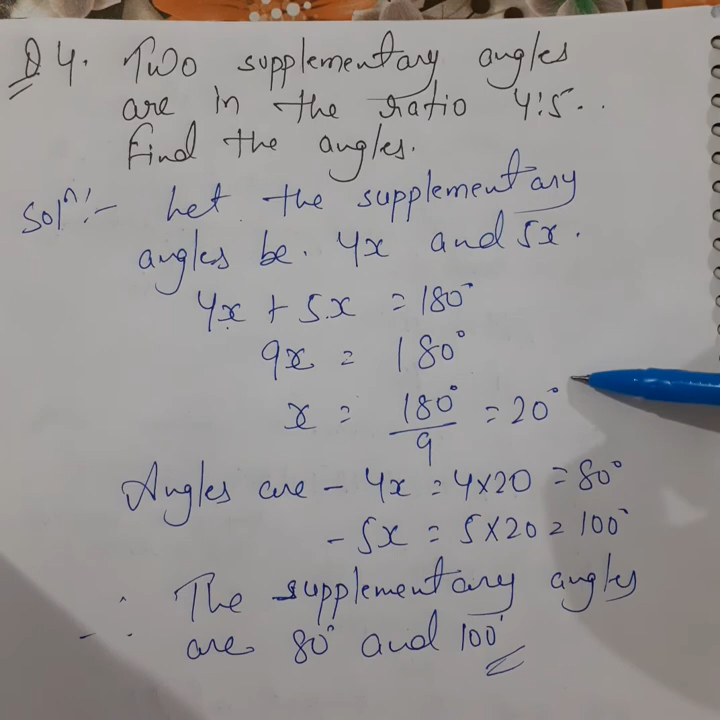 Q 4. Two supplementary angles
are in the ratio 4:5..
Find the angles.
Solⁿ:- Let the supplementary
angles be. 4x and 5x.
4x + 5x = 180°
9x = 180°
x = 180°/9 = 20°
Angles are - 4x = 4×20 = 80°
- 5x = 5×20 = 100°
∴ The supplementary angles
are 80° and 100°